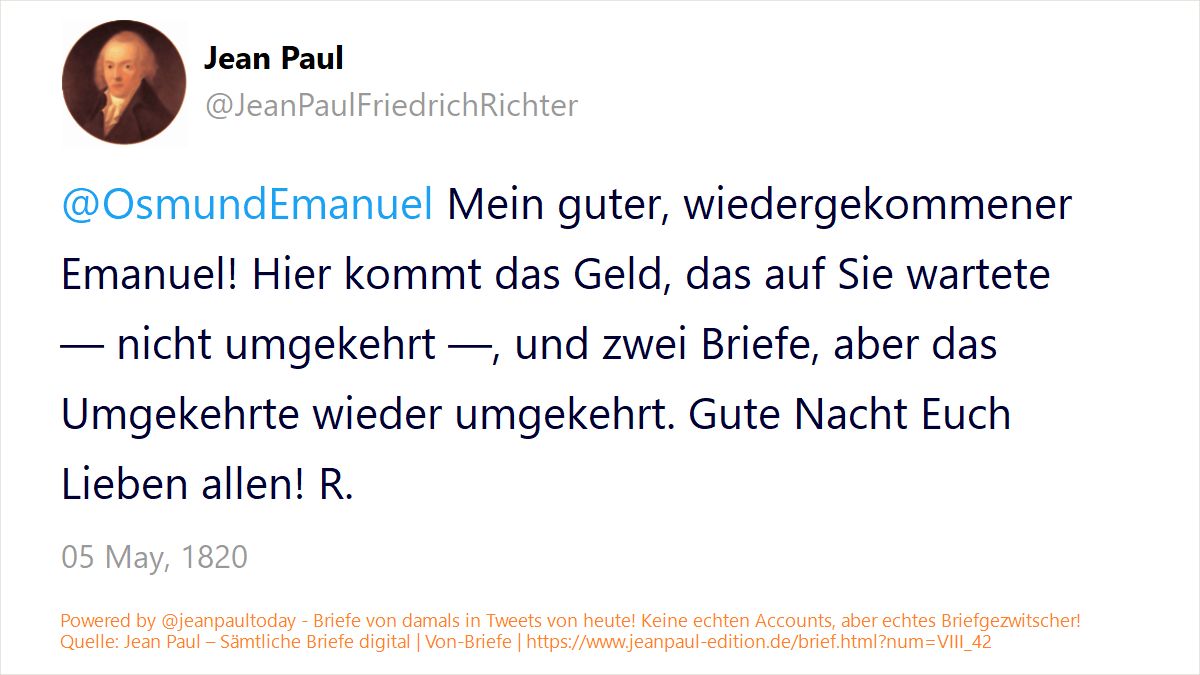 Jean Paul
@JeanPaulFriedrichRichter
@OsmundEmanuel Mein guter, wiedergekommener
Emanuel! Hier kommt das Geld, das auf Sie wartete
— nicht umgekehrt —, und zwei Briefe, aber das
Umgekehrte wieder umgekehrt. Gute Nacht Euch
Lieben allen! R.
05 May, 1820
Powered by @jeanpaultoday - Briefe von damals in Tweets von heute! Keine echten Accounts, aber echtes Briefgezwitscher!
Quelle: Jean Paul – Sämtliche Briefe digital | Von-Briefe | https://www.jeanpaul-edition.de/brief.html?num=VIII_42